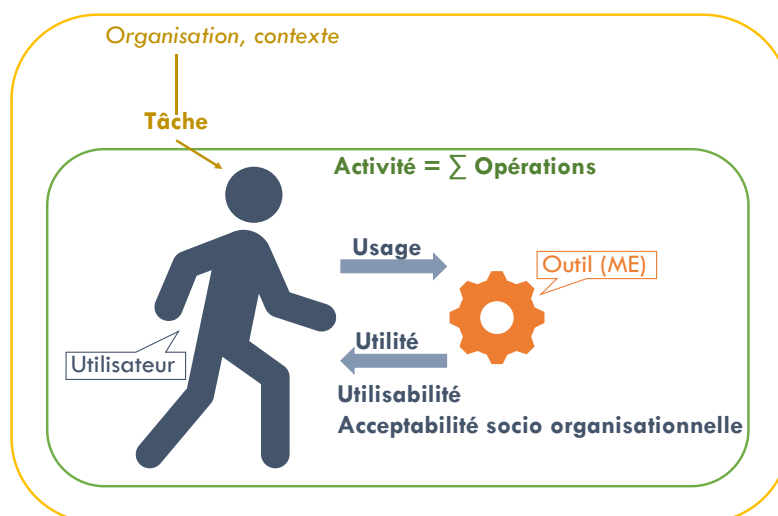 Organisation, contexte
Tâche
Activité = ∑ Opérations
Usage
Outil (ME)
Utilisateur
Utilité
Utilisabilité
Acceptabilité socio organisationnelle